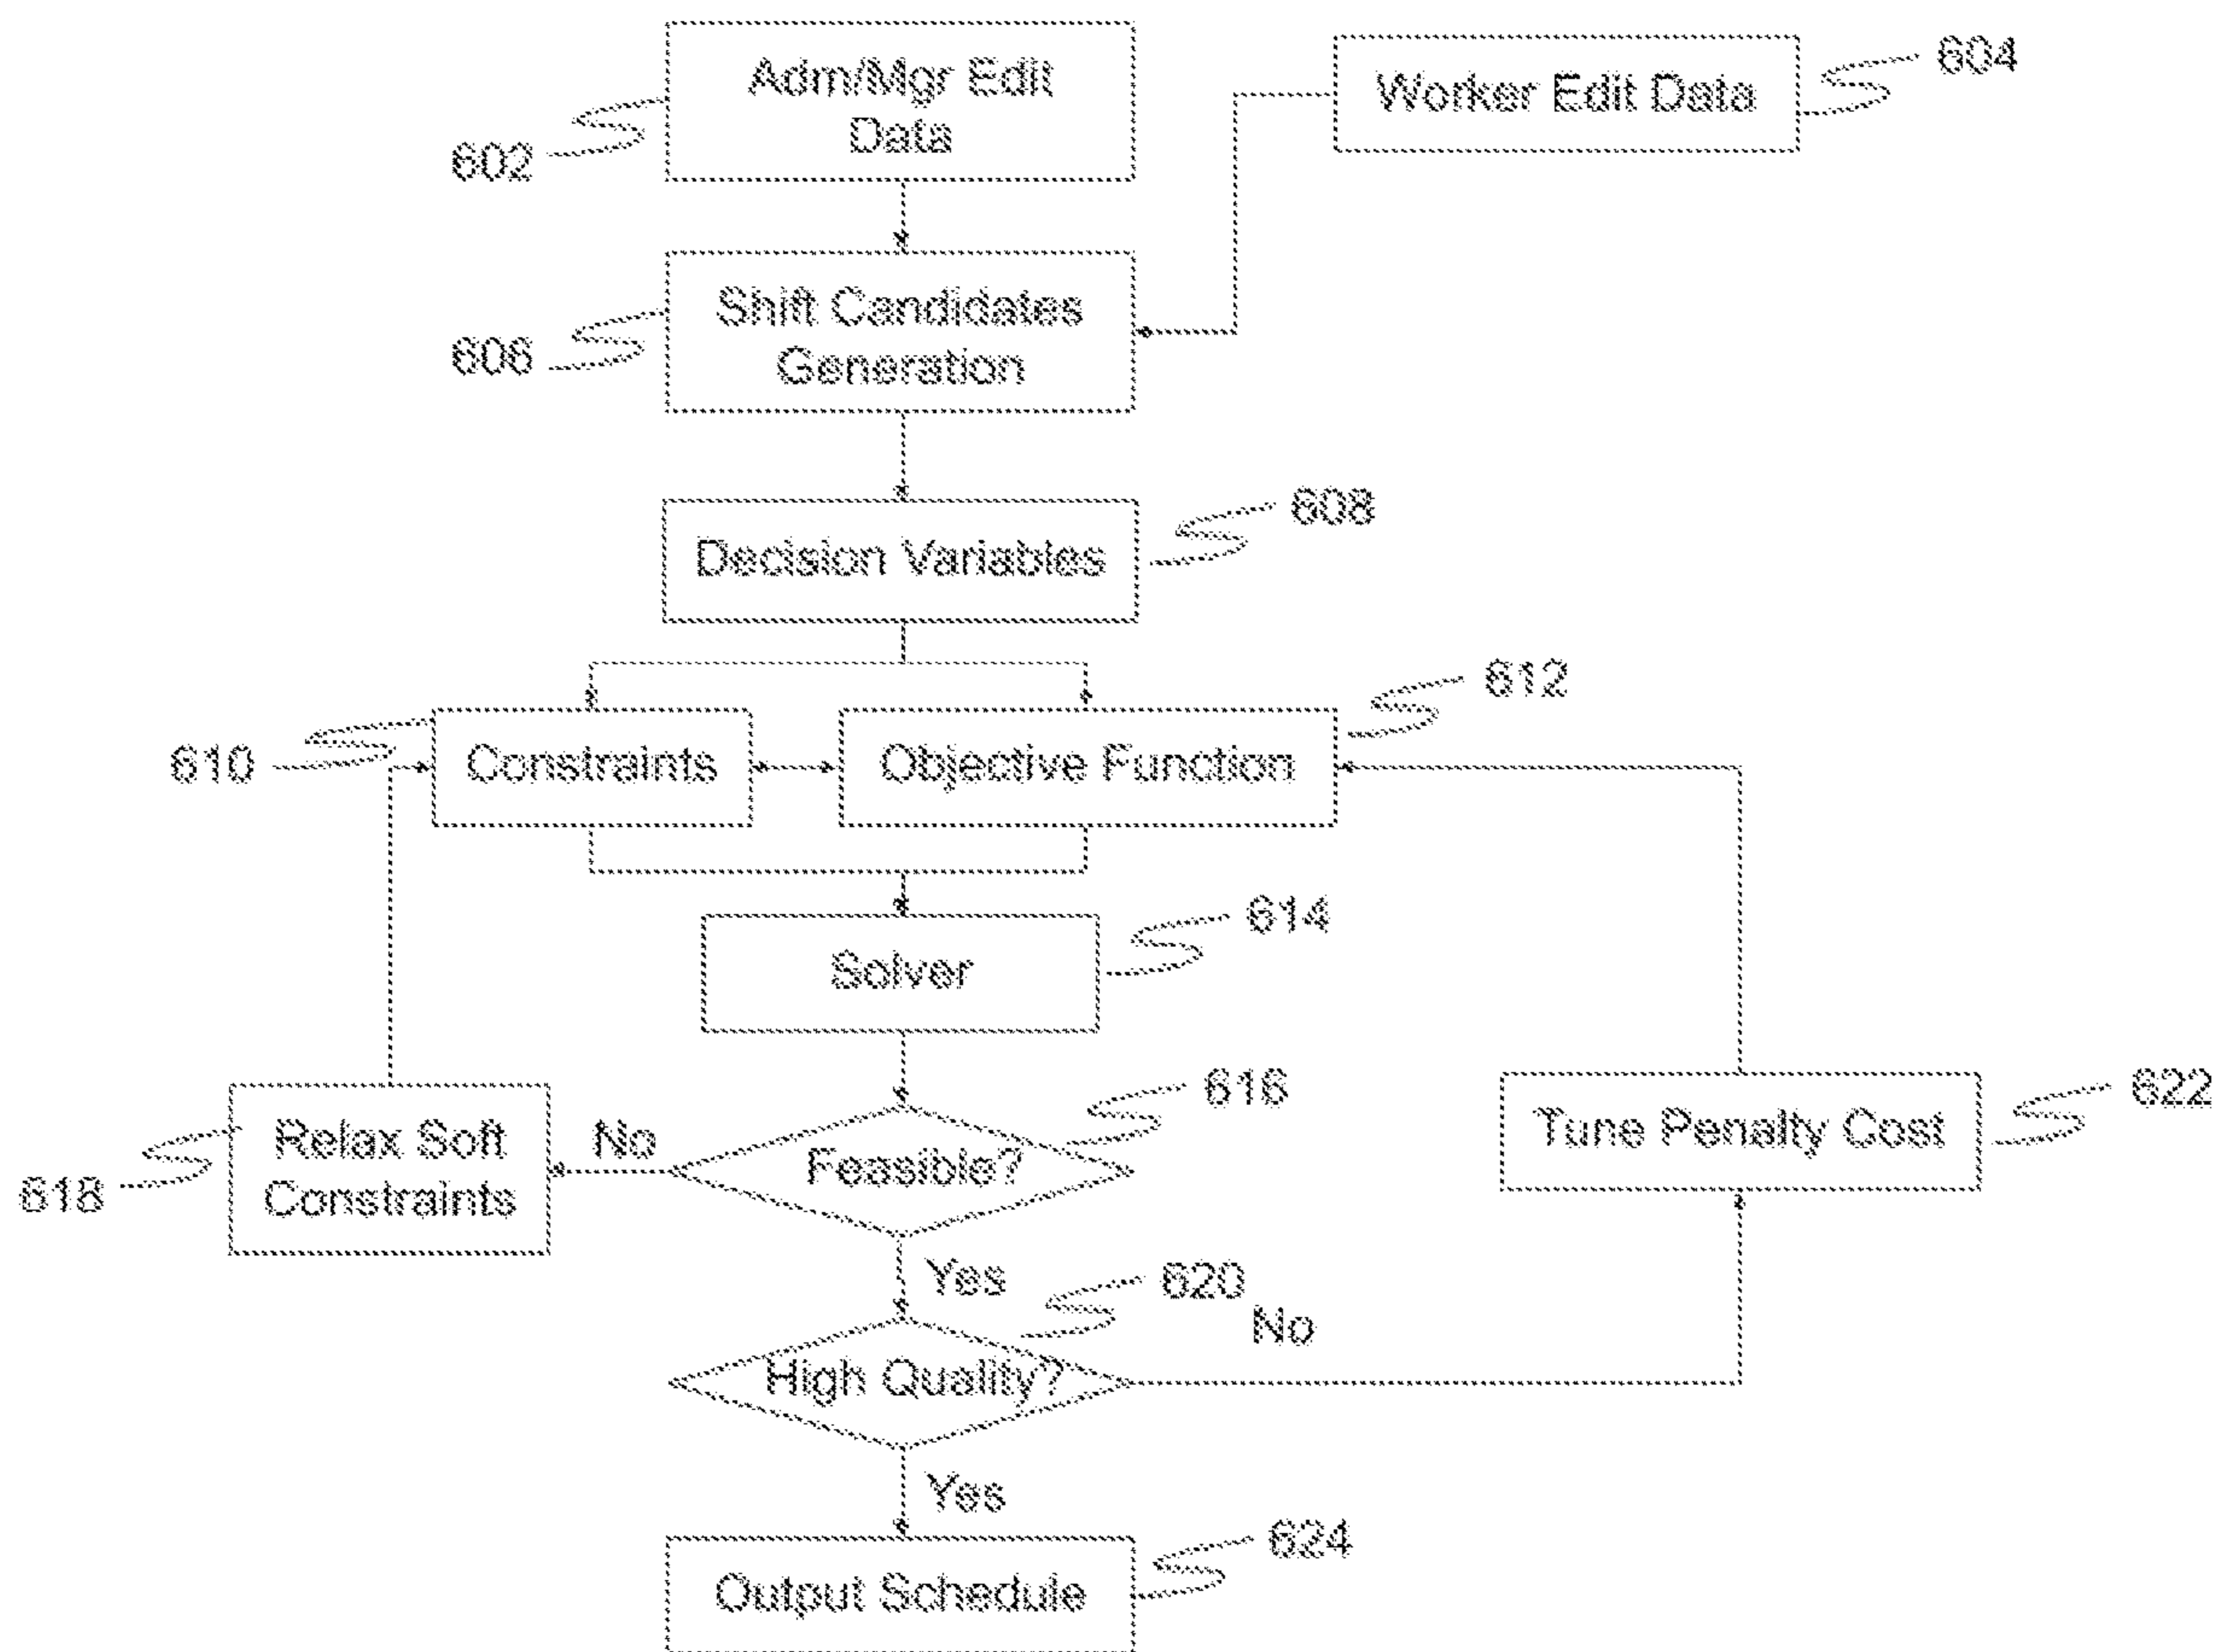 Adm/Mgr Edit
Data
602
Worker Edit Data
604
Shift Candidates
Generation
606
Decision Variables
608
610
Constraints
Objective Function
612
Solver
614
Relax Soft
Constraints
618
No
Feasible?
616
Tune Penalty Cost
622
Yes
620
No
High Quality?
Yes
Output Schedule
624